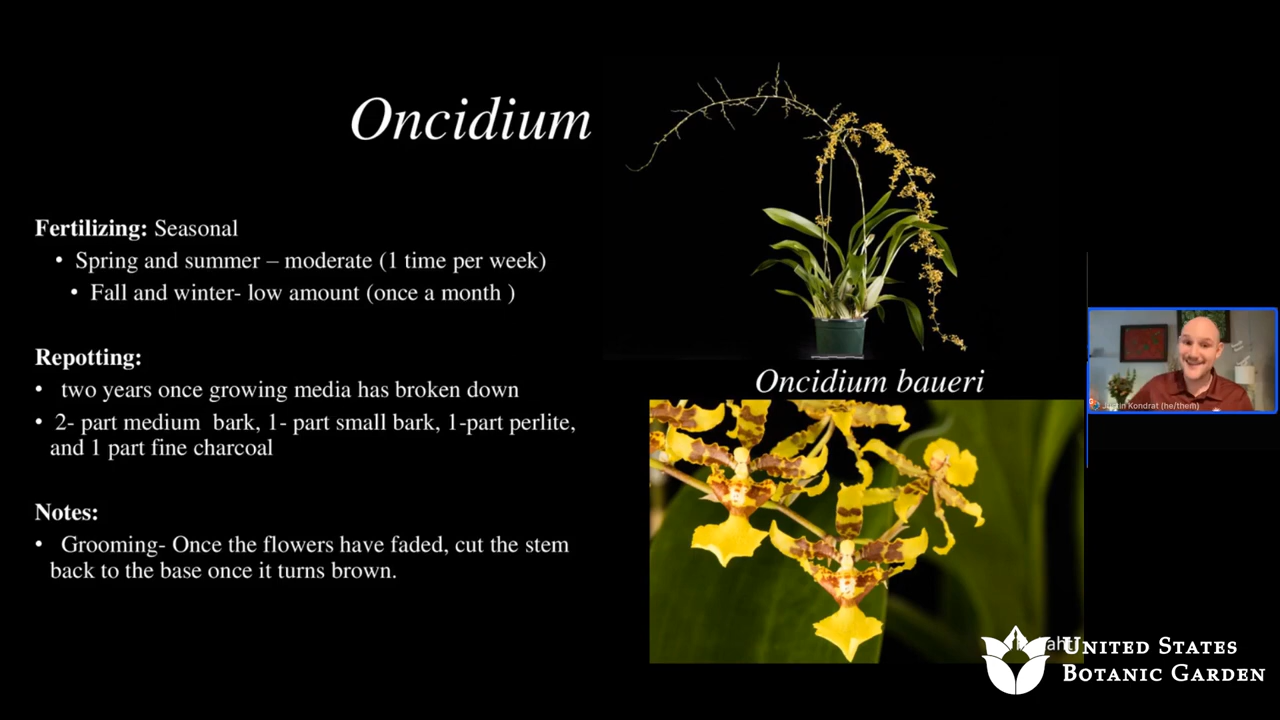 Oncidium
Fertilizing: Seasonal
• Spring and summer – moderate (1 time per week)
• Fall and winter- low amount (once a month )
Repotting:
• two years once growing media has broken down
• 2- part medium  bark, 1- part small bark, 1-part perlite,
and 1 part fine charcoal
Notes:
• Grooming- Once the flowers have faded, cut the stem
back to the base once it turns brown.
Oncidium baueri
Justin Kondrat (he/them)
UNITED STATES
BOTANIC GARDEN